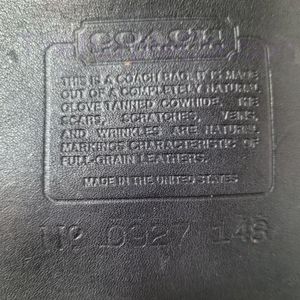 COACH
THIS IS A COACH BAG. IT IS MADE
OUT OF A COMPLETELY NATURAL
GLOVE TANNED COWHIDE. THE
SCARS, SCRATCHES, VEINS,
AND WRINKLES ARE NATURAL
MARKINGS CHARACTERISTIC OF
FULL-GRAIN LEATHERS.
MADE IN THE UNITED STATES
Nº 0927 148